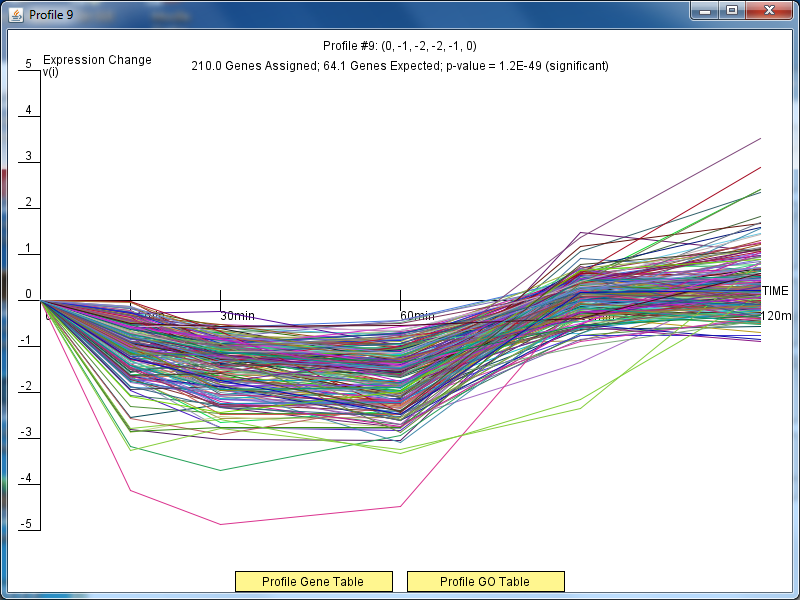 Profile 9
Profile #9: (0, -1, -2, -2, -1, 0)
210.0 Genes Assigned; 64.1 Genes Expected; p-value = 1.2E-49 (significant)
Expression Change
v(i)
5
4
3
2
1
0
-1
-2
-3
-4
-5
TIME
30min
60min
120m
Profile Gene Table
Profile GO Table